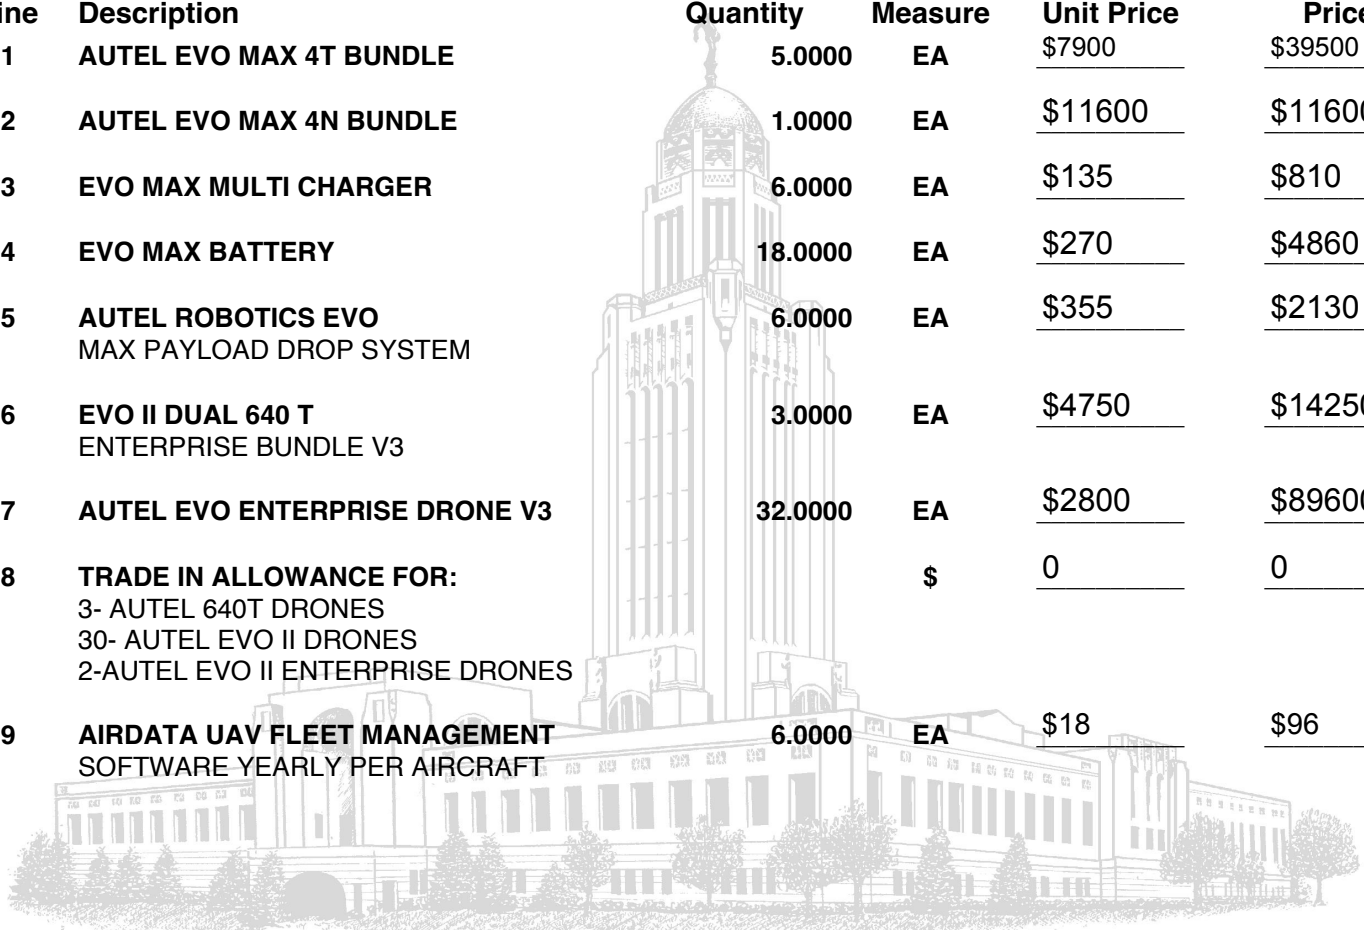 ine Description Quantity Measure Unit Price Price
1 AUTEL EVO MAX 4T BUNDLE 5.0000 EA $7900 $39500
2 AUTEL EVO MAX 4N BUNDLE 1.0000 EA $11600 $11600
3 EVO MAX MULTI CHARGER 6.0000 EA $135 $810
4 EVO MAX BATTERY 18.0000 EA $270 $4860
5 AUTEL ROBOTICS EVO 6.0000 EA $355 $2130
MAX PAYLOAD DROP SYSTEM
6 EVO II DUAL 640 T 3.0000 EA $4750 $14250
ENTERPRISE BUNDLE V3
7 AUTEL EVO ENTERPRISE DRONE V3 32.0000 EA $2800 $89600
8 TRADE IN ALLOWANCE FOR: $ 0 0
3- AUTEL 640T DRONES
30- AUTEL EVO II DRONES
2-AUTEL EVO II ENTERPRISE DRONES
9 AIRDATA UAV FLEET MANAGEMENT 6.0000 EA $18 $96
SOFTWARE YEARLY PER AIRCRAFT